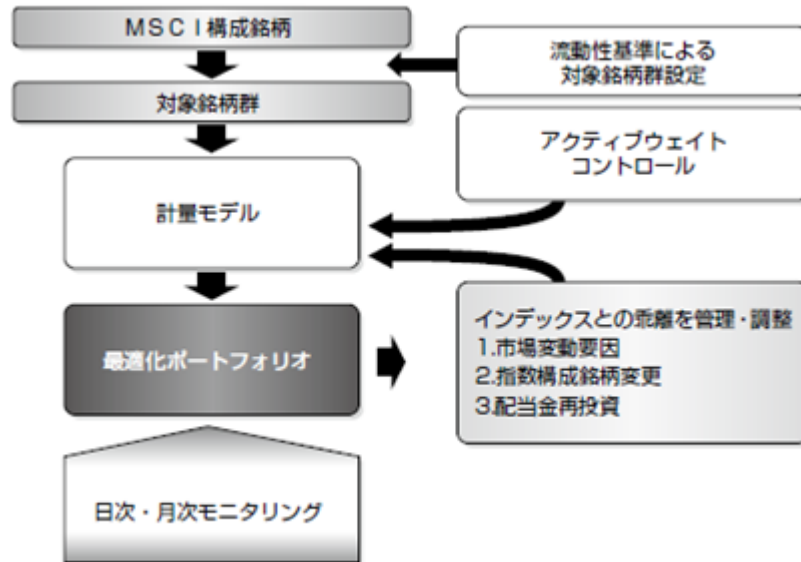 MSCI構成銘柄
流動性基準による
対象銘柄群設定
対象銘柄群
アクティブウェイト
コントロール
計量モデル
最適化ポートフォリオ
インデックスとの乖離を管理・調整
1.市場変動要因
2.指数構成銘柄変更
3.配当金再投資
日次・月次モニタリング